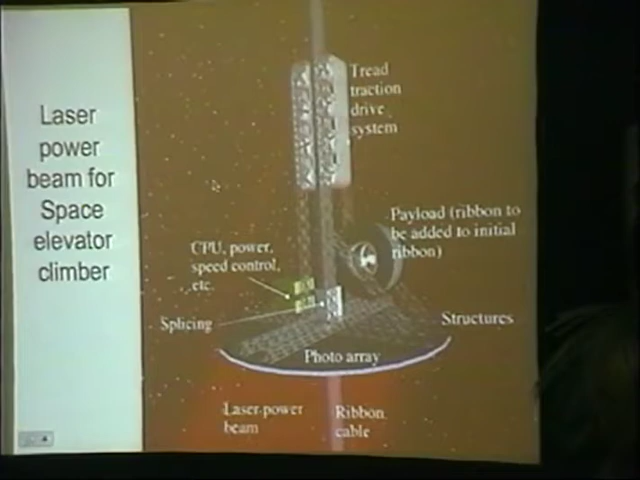 Laser
power
beam for
Space
elevator
climber
Tread
traction
drive
system
Payload (ribbon to
be added to initial
ribbon)
CPU, power,
speed control,
etc.
Splicing
Structures
Photo array
Laser power
beam
Ribbon
cable